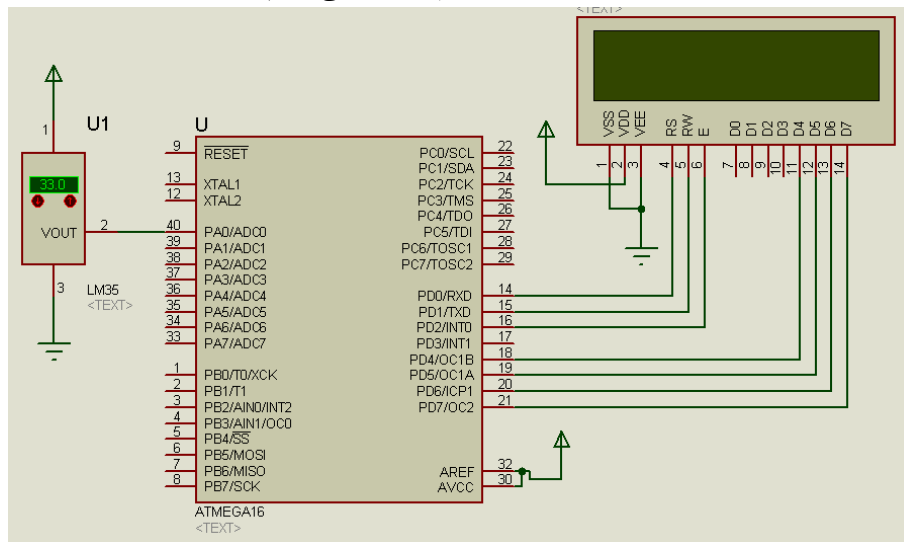 <TEXT>
U1
1
33.0
VOUT
2
3
LM35
<TEXT>
U
9 RESET
13 XTAL1
12 XTAL2
40 PA0/ADC0
39 PA1/ADC1
38 PA2/ADC2
37 PA3/ADC3
36 PA4/ADC4
35 PA5/ADC5
34 PA6/ADC6
33 PA7/ADC7
1 PB0/T0/XCK
2 PB1/T1
3 PB2/AIN0/INT2
4 PB3/AIN1/OC0
5 PB4/SS
6 PB5/MOSI
7 PB6/MISO
8 PB7/SCK
PC0/SCL 22
PC1/SDA 23
PC2/TCK 24
PC3/TMS 25
PC4/TDO 26
PC5/TDI 27
PC6/TOSC1 28
PC7/TOSC2 29
PD0/RXD 14
PD1/TXD 15
PD2/INT0 16
PD3/INT1 17
PD4/OC1B 18
PD5/OC1A 19
PD6/ICP1 20
PD7/OC2 21
AREF 32
AVCC 30
ATMEGA16
<TEXT>
VSS VDD VEE RS RW E D0 D1 D2 D3 D4 D5 D6 D7
1 2 3 4 5 6 7 8 9 10 11 12 13 14